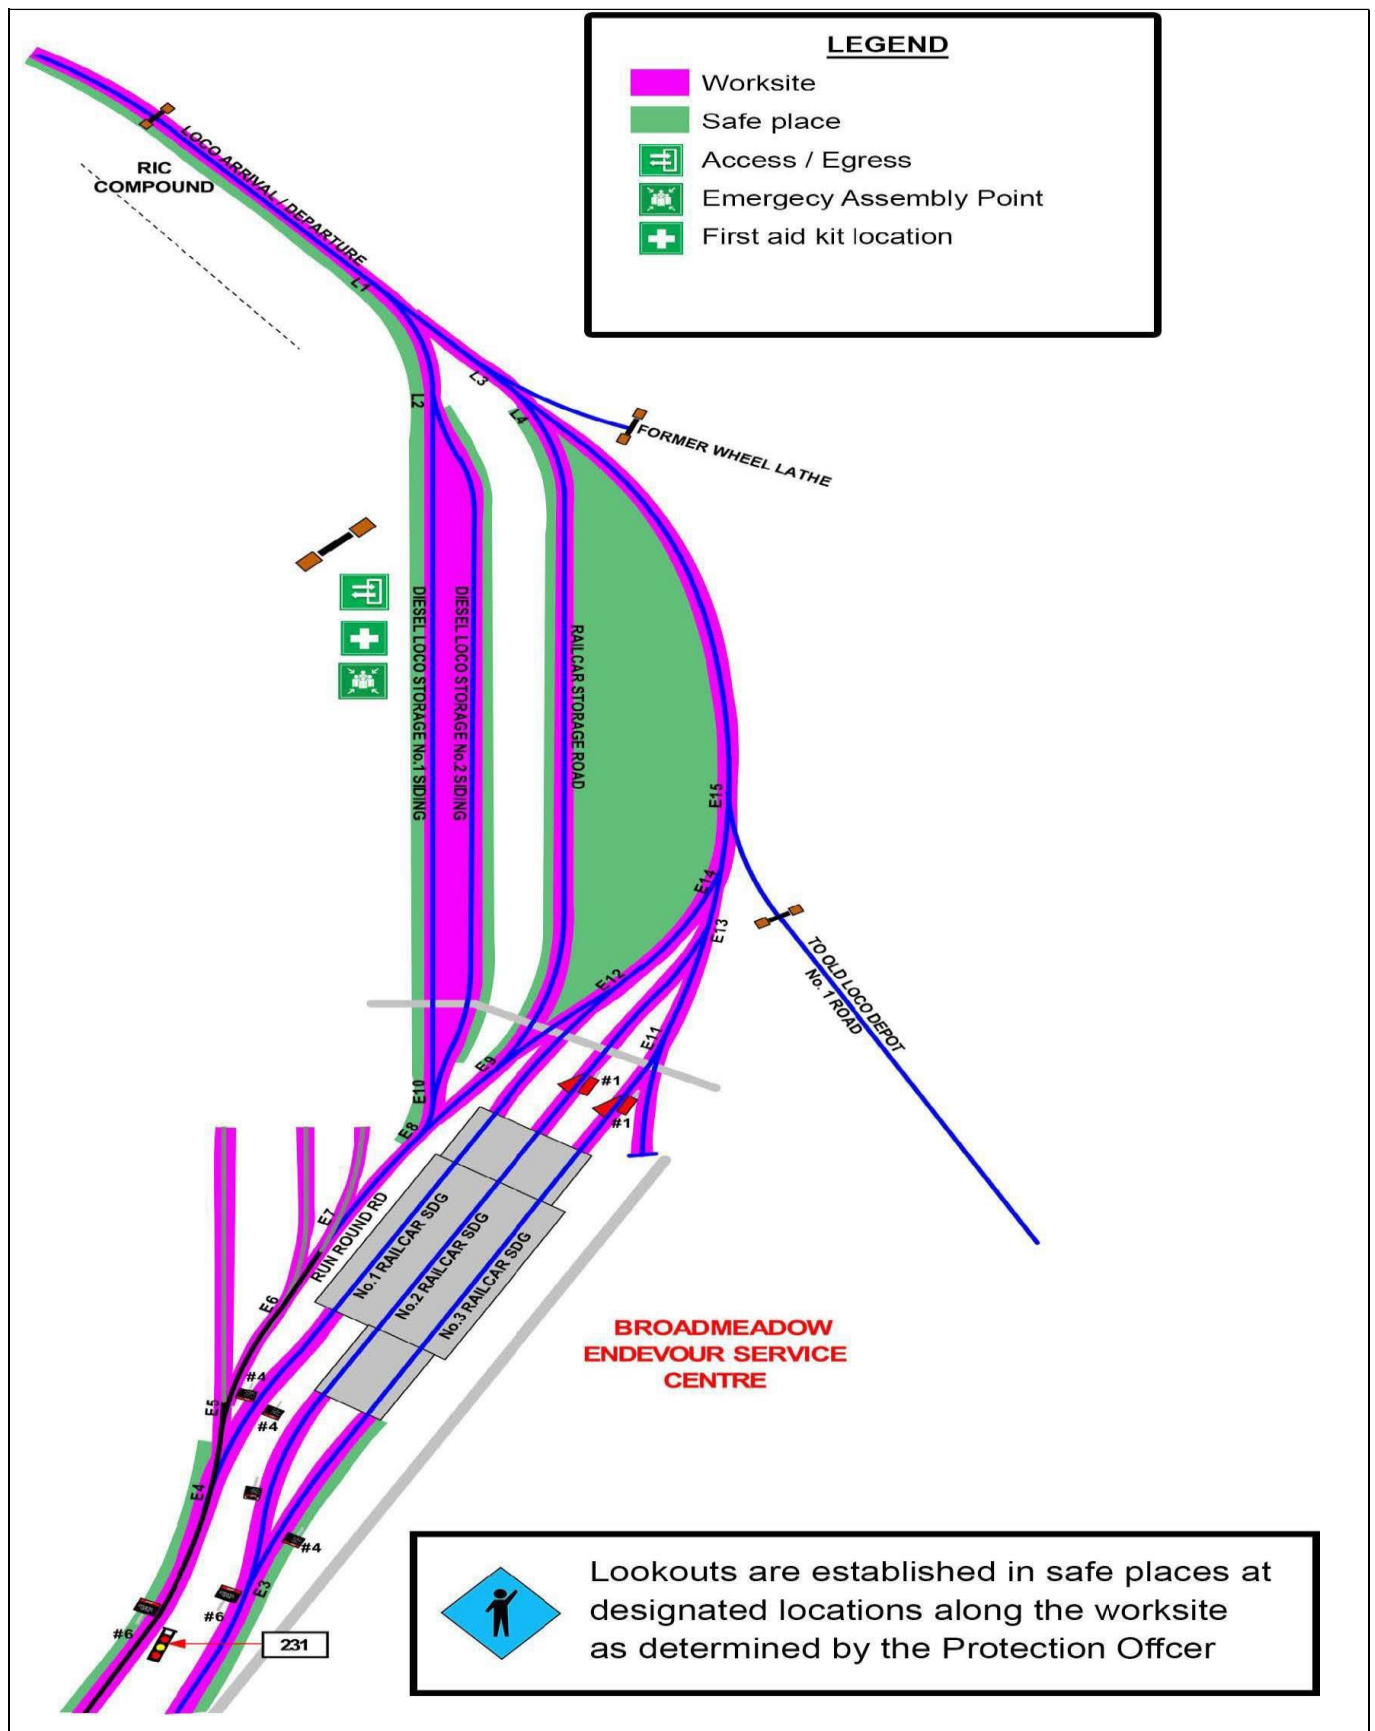 LEGEND
Worksite
Safe place
Access / Egress
Emergecy Assembly Point
First aid kit location
RIC
COMPOUND
LOCO ARRIVAL / DEPARTURE
L1
L2
L3
L4
FORMER WHEEL LATHE
DIESEL LOCO STORAGE No.1 SIDING
DIESEL LOCO STORAGE No.2 SIDING
RAILCAR STORAGE ROAD
E15
E14
E13
E12
E11
TO OLD LOCO DEPOT
No. 1 ROAD
E9
E10
E8
#1
#1
E7
RUN ROUND RD
E6
No.1 RAILCAR SDG
No.2 RAILCAR SDG
No.3 RAILCAR SDG
BROADMEADOW
ENDEVOUR SERVICE
CENTRE
#4
E5
#4
E4
#4
E3
#6
#6
231
Lookouts are established in safe places at
designated locations along the worksite
as determined by the Protection Offcer